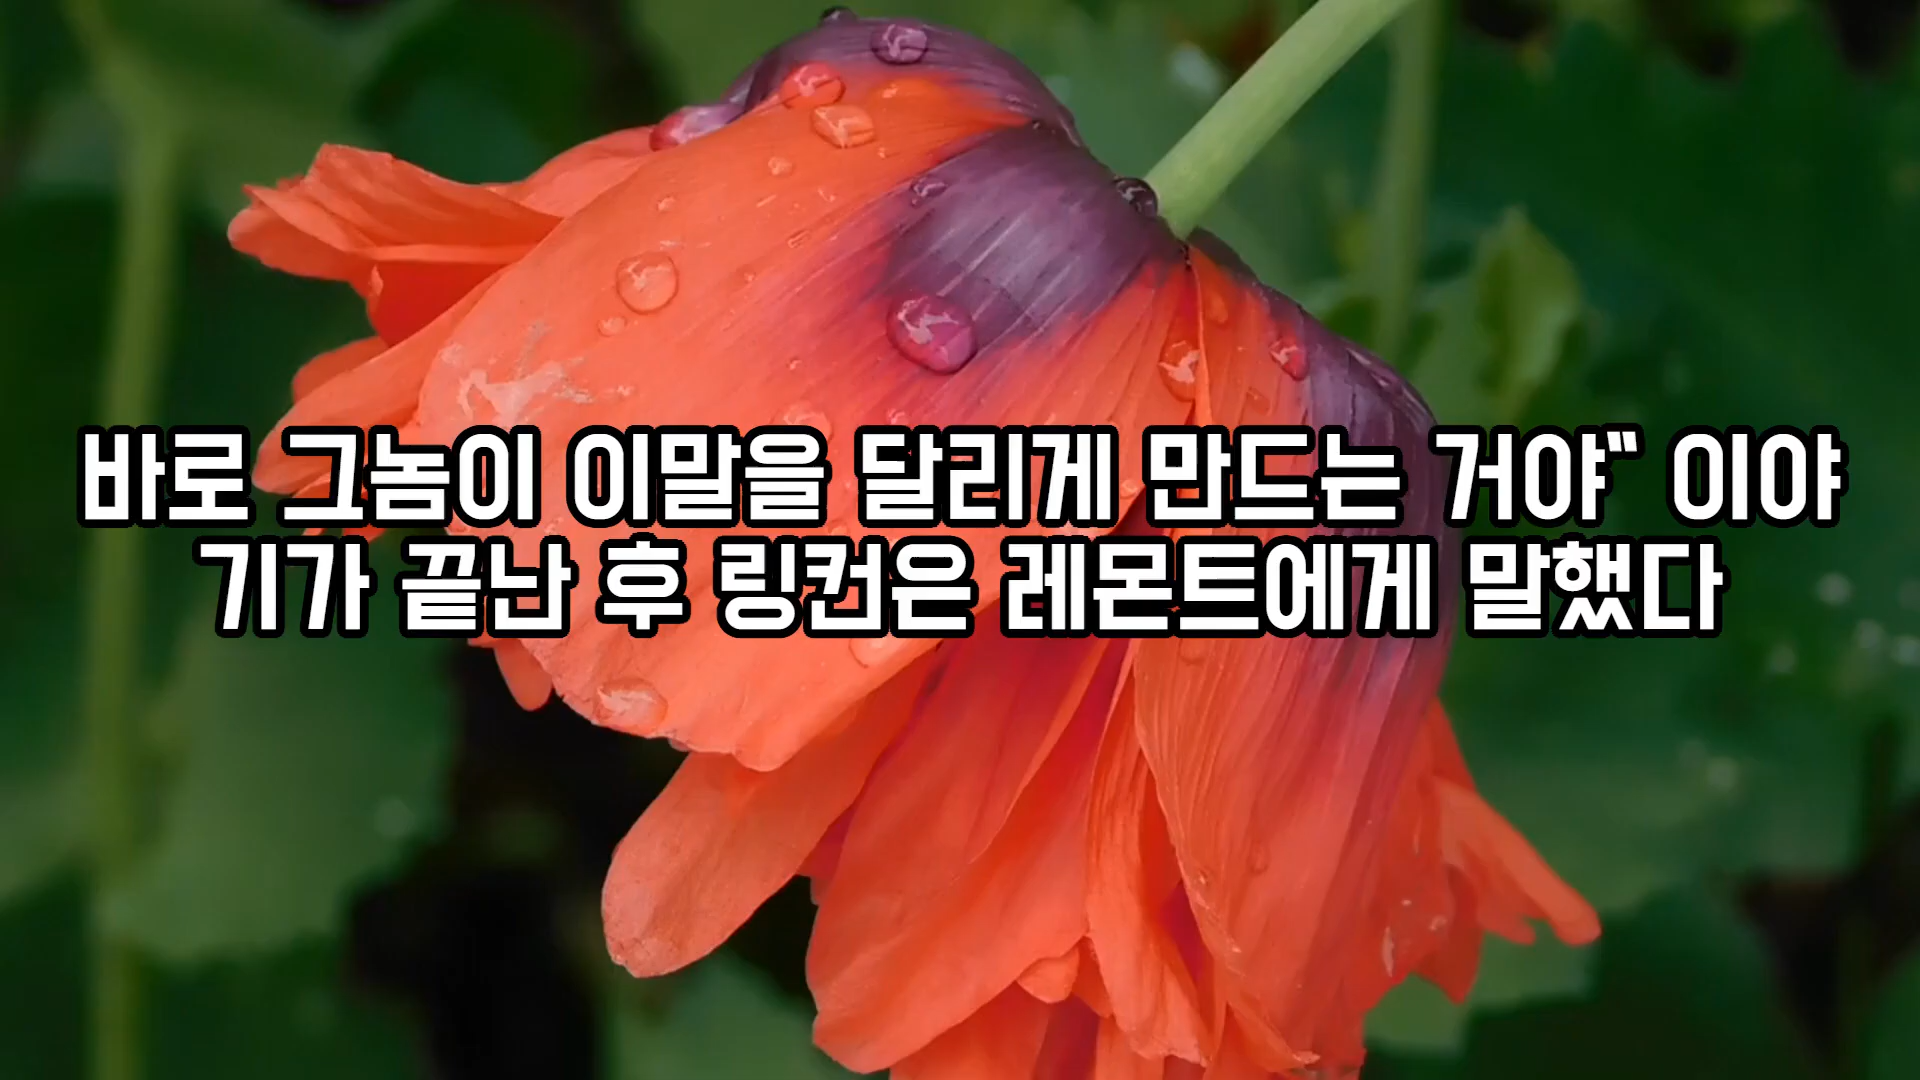 바로 그놈이 이말을 달리게 만드는 거야" 이야
기가 끝난 후 링컨은 레몬트에게 말했다